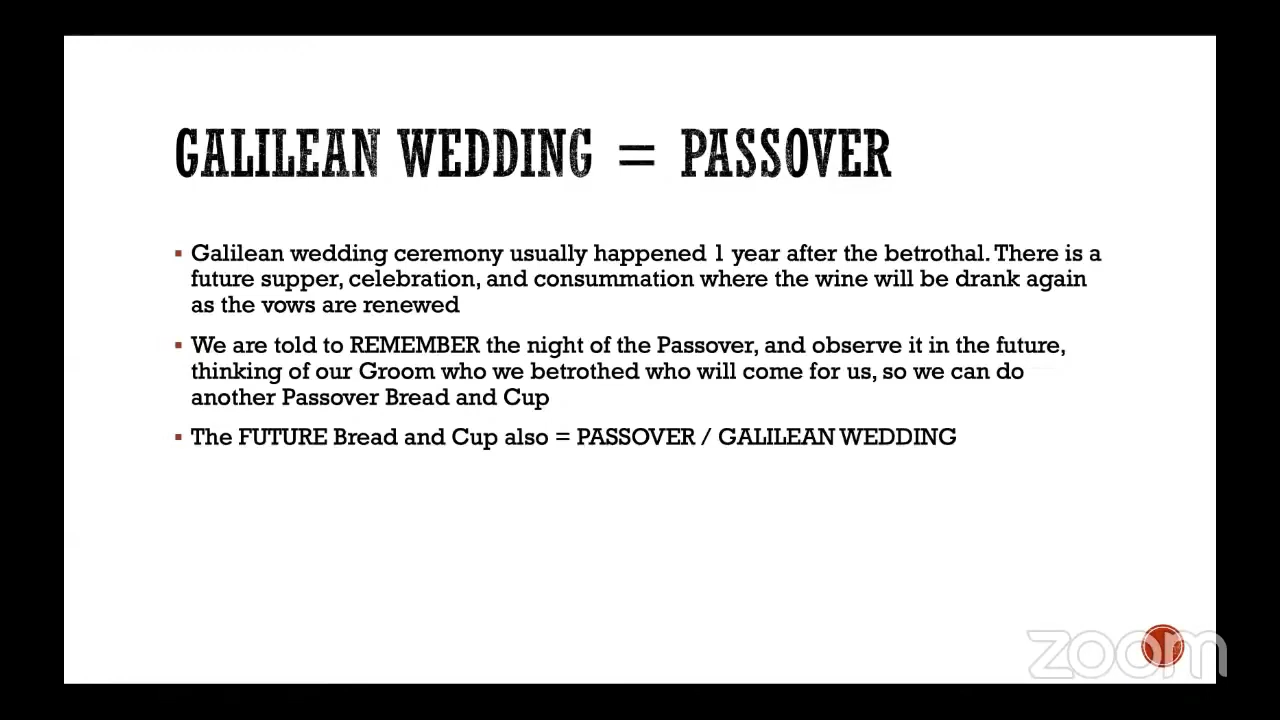 GALILEAN WEDDING = PASSOVER
▪ Galilean wedding ceremony usually happened 1 year after the betrothal. There is a
future supper, celebration, and consummation where the wine will be drank again
as the vows are renewed
▪ We are told to REMEMBER the night of the Passover, and observe it in the future,
thinking of our Groom who we betrothed who will come for us, so we can do
another Passover Bread and Cup
▪ The FUTURE Bread and Cup also = PASSOVER / GALILEAN WEDDING
zoom